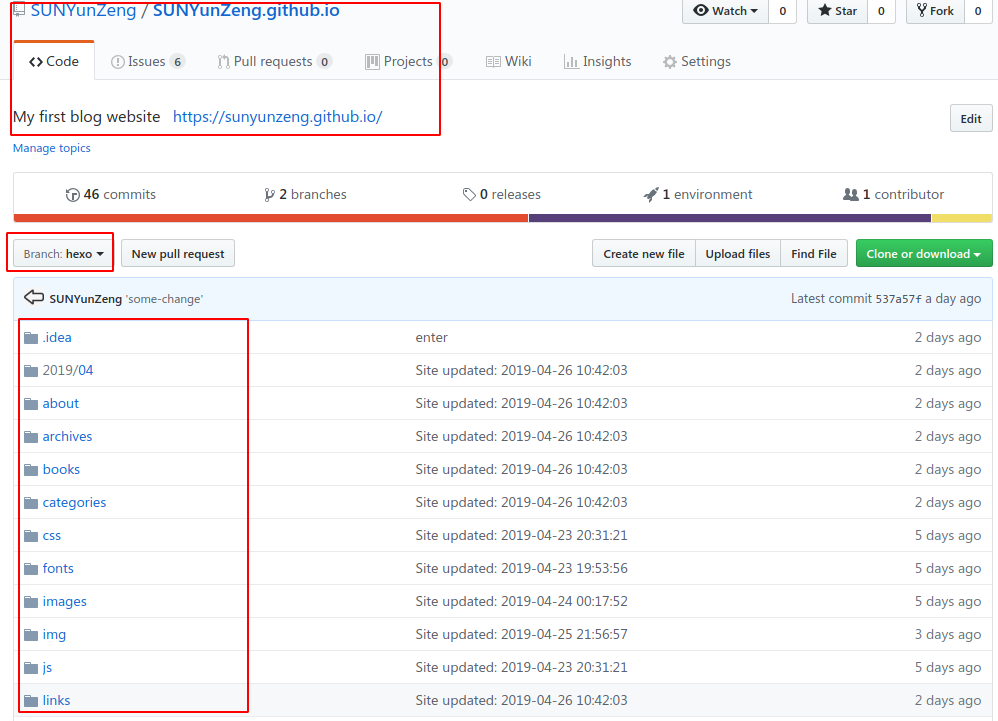 SUNYunZeng / SUNYunZeng.github.io
Watch 0 Star 0 Fork 0
Code Issues 6 Pull requests 0 Projects 0 Wiki Insights Settings
My first blog website https://sunyunzeng.github.io/
Edit
Manage topics
46 commits 2 branches 0 releases 1 environment 1 contributor
Branch: hexo New pull request Create new file Upload files Find File Clone or download
SUNYunZeng 'some-change' Latest commit 537a57f a day ago
.idea enter 2 days ago
2019/04 Site updated: 2019-04-26 10:42:03 2 days ago
about Site updated: 2019-04-26 10:42:03 2 days ago
archives Site updated: 2019-04-26 10:42:03 2 days ago
books Site updated: 2019-04-26 10:42:03 2 days ago
categories Site updated: 2019-04-26 10:42:03 2 days ago
css Site updated: 2019-04-23 20:31:21 5 days ago
fonts Site updated: 2019-04-23 19:53:56 5 days ago
images Site updated: 2019-04-24 00:17:52 5 days ago
img Site updated: 2019-04-25 21:56:57 3 days ago
js Site updated: 2019-04-23 20:31:21 5 days ago
links Site updated: 2019-04-26 10:42:03 2 days ago